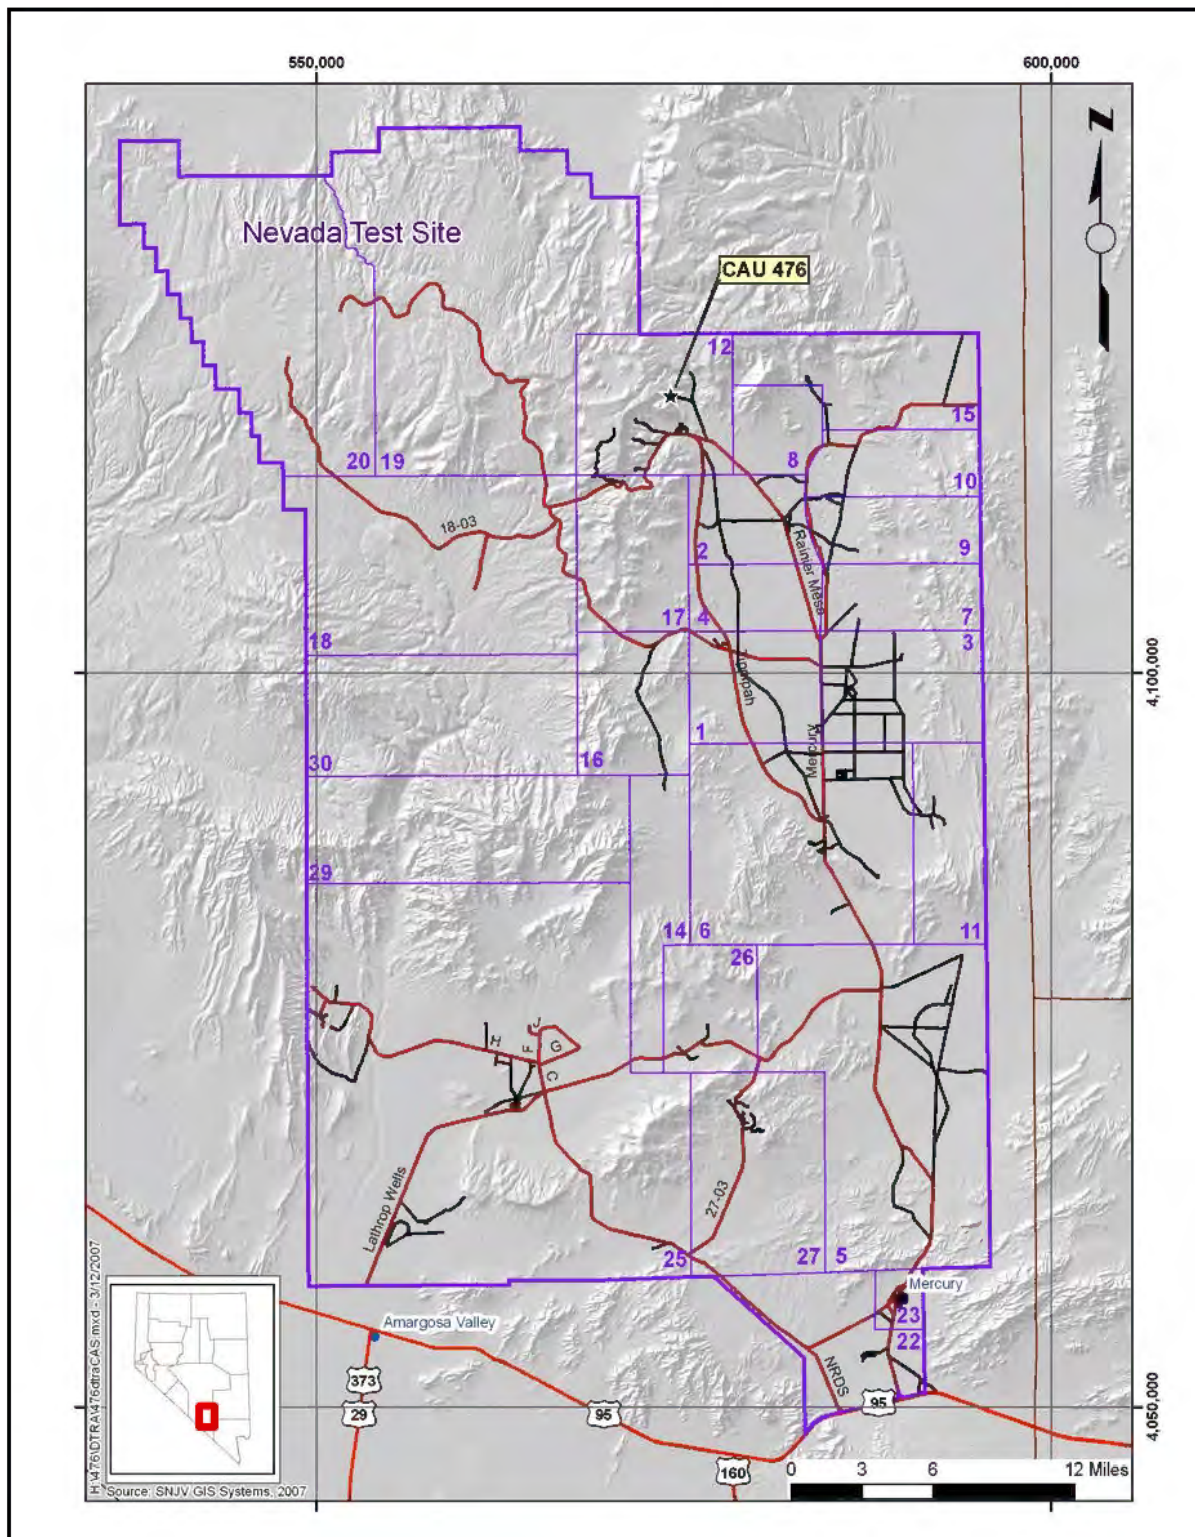 550,000
600,000
N
Nevada Test Site
CAU 476
12
15
20
19
8
10
18-03
2
9
Rainier Mesa
17
4
7
3
18
4,100,000
Tippipah
1
Mercury
30
16
29
14
6
11
26
J
H
F
G
C
Lathrop Wells
27-03
25
27
5
Mercury
23
22
Amargosa Valley
NRDS
373
29
95
95
4,050,000
160
0
3
6
12 Miles
H:\476\DTRA\476dtraCAS.mxd - 3/12/2007
Source: SNJV GIS Systems, 2007